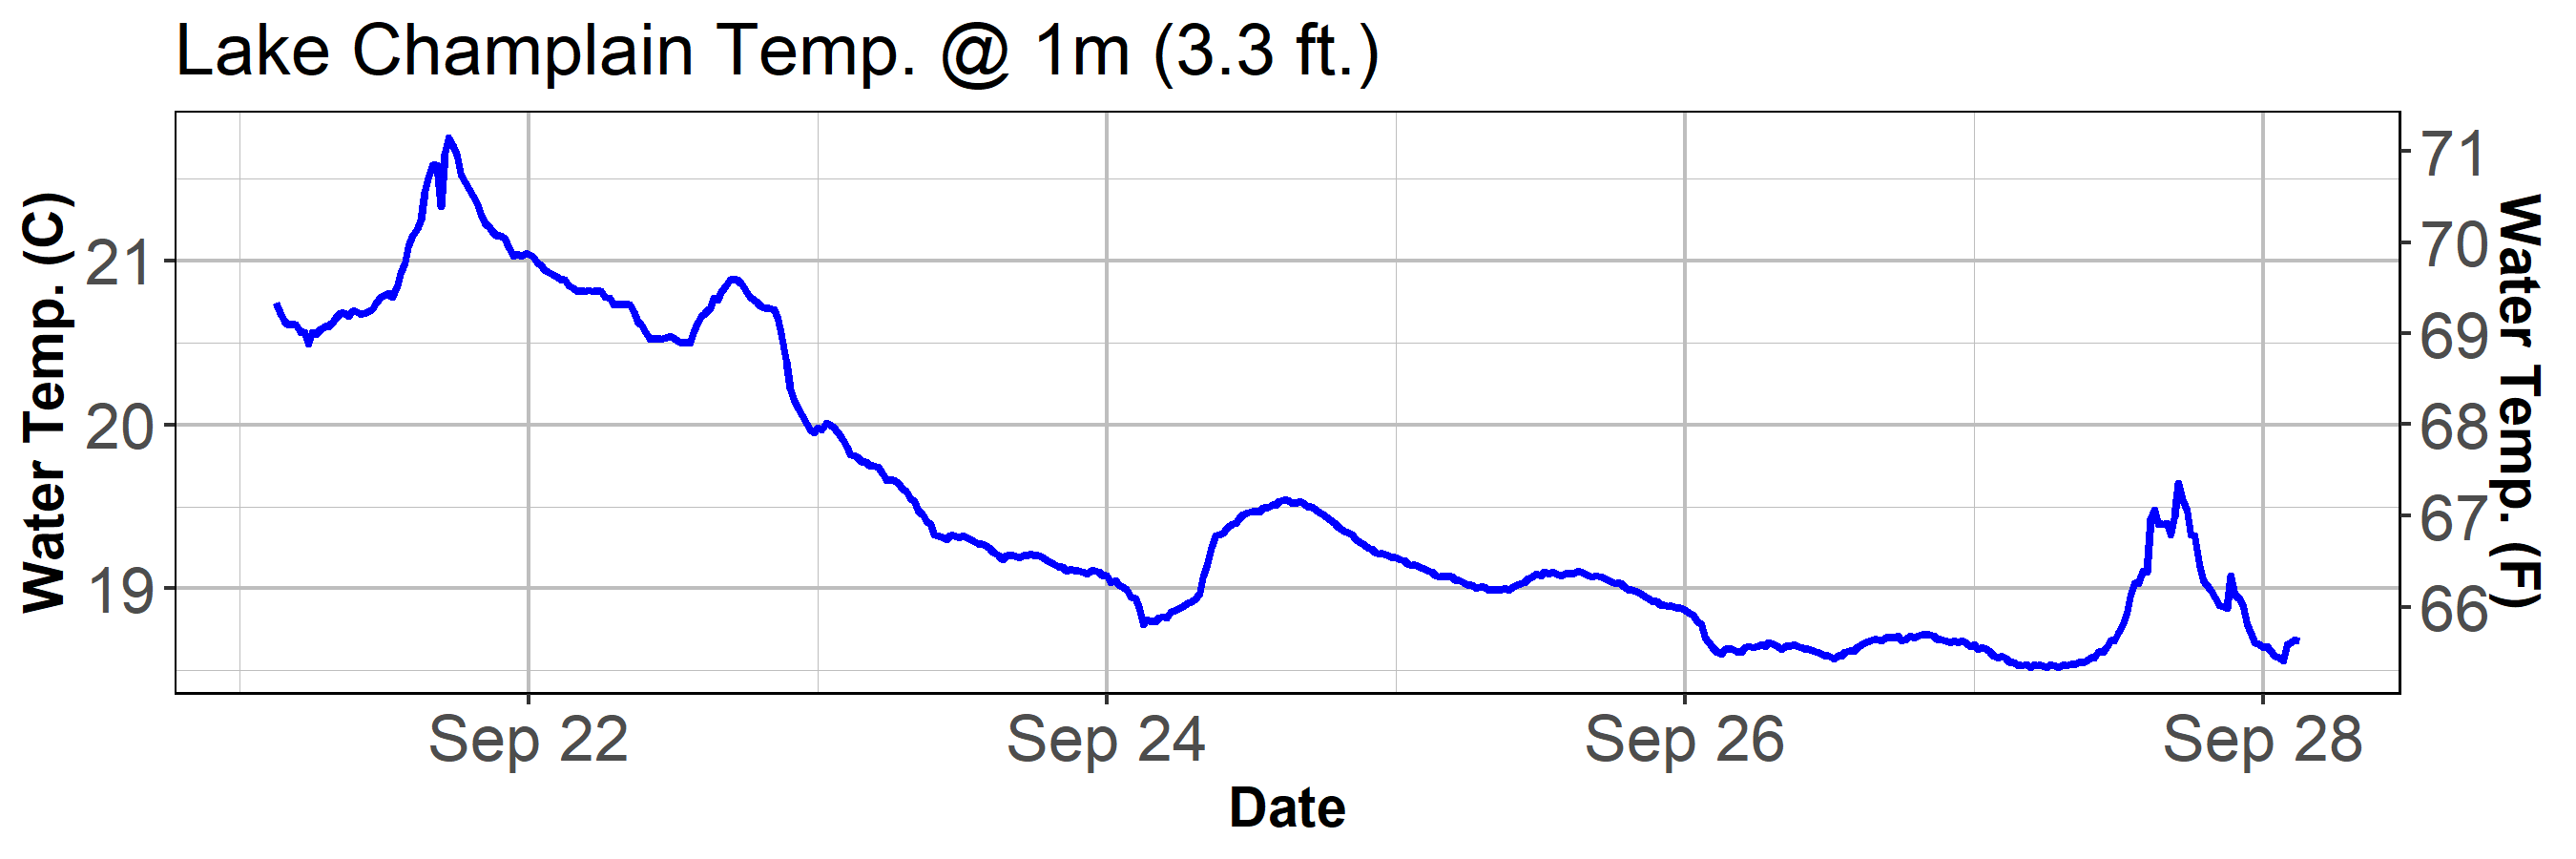 Lake Champlain Temp. @ 1m (3.3 ft.)
Water Temp. (C)
21
20
19
71
70
69
68
67
66
Water Temp. (F)
Sep 22 Sep 24 Sep 26 Sep 28
Date